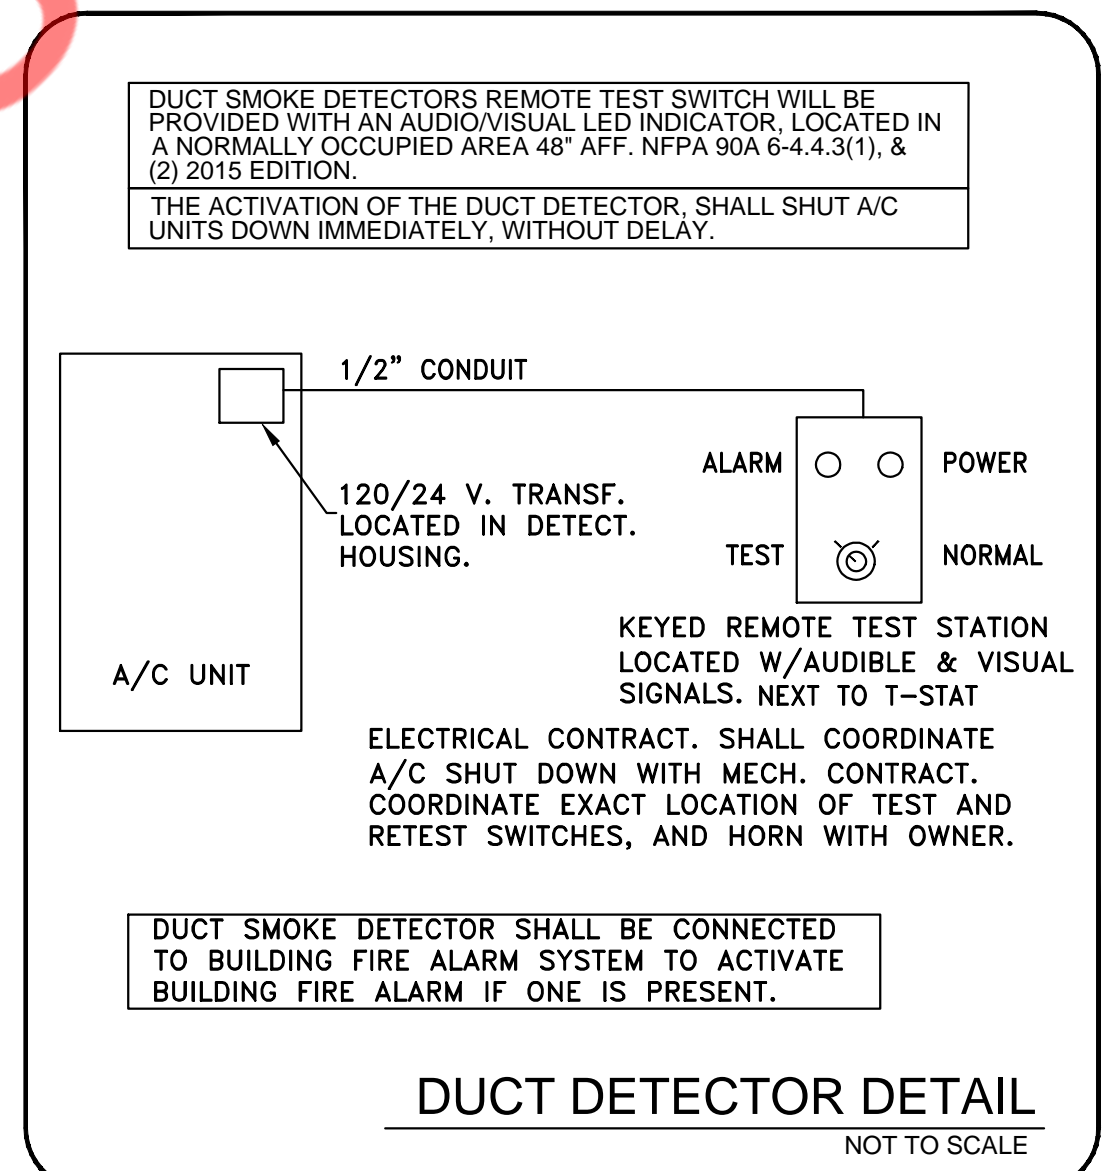 DUCT SMOKE DETECTORS REMOTE TEST SWITCH WILL BE
PROVIDED WITH AN AUDIO/VISUAL LED INDICATOR, LOCATED IN
A NORMALLY OCCUPIED AREA 48" AFF. NFPA 90A 6-4.4.3(1), &
(2) 2015 EDITION.
THE ACTIVATION OF THE DUCT DETECTOR, SHALL SHUT A/C
UNITS DOWN IMMEDIATELY, WITHOUT DELAY.
1/2” CONDUIT
120/24 V. TRANSF.
LOCATED IN DETECT.
HOUSING.
A/C UNIT
ALARM
POWER
TEST
NORMAL
KEYED REMOTE TEST STATION
LOCATED W/AUDIBLE & VISUAL
SIGNALS. NEXT TO T-STAT
ELECTRICAL CONTRACT. SHALL COORDINATE
A/C SHUT DOWN WITH MECH. CONTRACT.
COORDINATE EXACT LOCATION OF TEST AND
RETEST SWITCHES, AND HORN WITH OWNER.
DUCT SMOKE DETECTOR SHALL BE CONNECTED
TO BUILDING FIRE ALARM SYSTEM TO ACTIVATE
BUILDING FIRE ALARM IF ONE IS PRESENT.
DUCT DETECTOR DETAIL
NOT TO SCALE